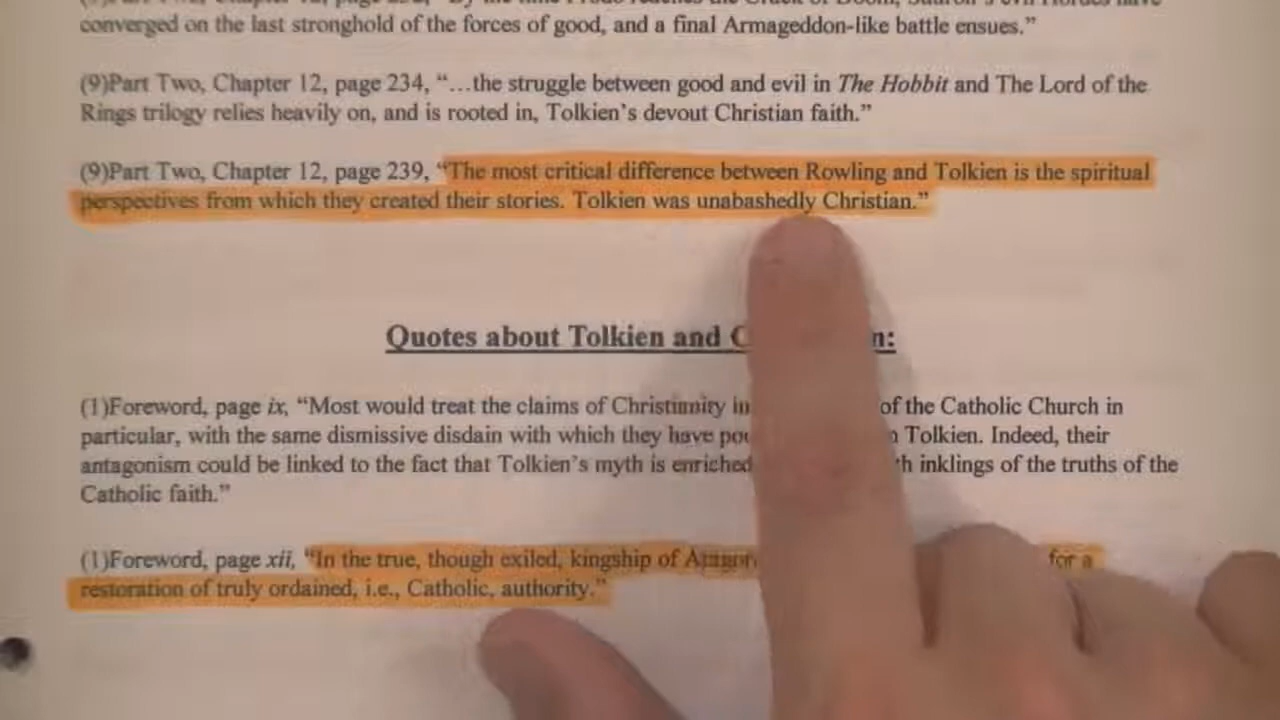 converged on the last stronghold of the forces of good, and a final Armageddon-like battle ensues.”
(9)Part Two, Chapter 12, page 234, “…the struggle between good and evil in The Hobbit and The Lord of the
Rings trilogy relies heavily on, and is rooted in, Tolkien’s devout Christian faith.”
(9)Part Two, Chapter 12, page 239, “The most critical difference between Rowling and Tolkien is the spiritual
perspectives from which they created their stories. Tolkien was unabashedly Christian.”
Quotes about Tolkien and
(1)Foreword, page ix, “Most would treat the claims of Christianity of the Catholic Church in
particular, with the same dismissive disdain with which they have Tolkien. Indeed, their
antagonism could be linked to the fact that Tolkien’s myth is enriched inklings of the truths of the
Catholic faith.”
(1)Foreword, page xii, “In the true, though exiled, kingship of for a
restoration of truly ordained, i.e., Catholic, authority.”